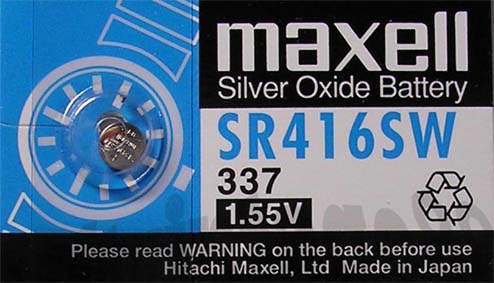 maxell
Silver Oxide Battery
SR416SW
337
1.55V
Please read WARNING on the back before use
Hitachi Maxell, Ltd Made in Japan